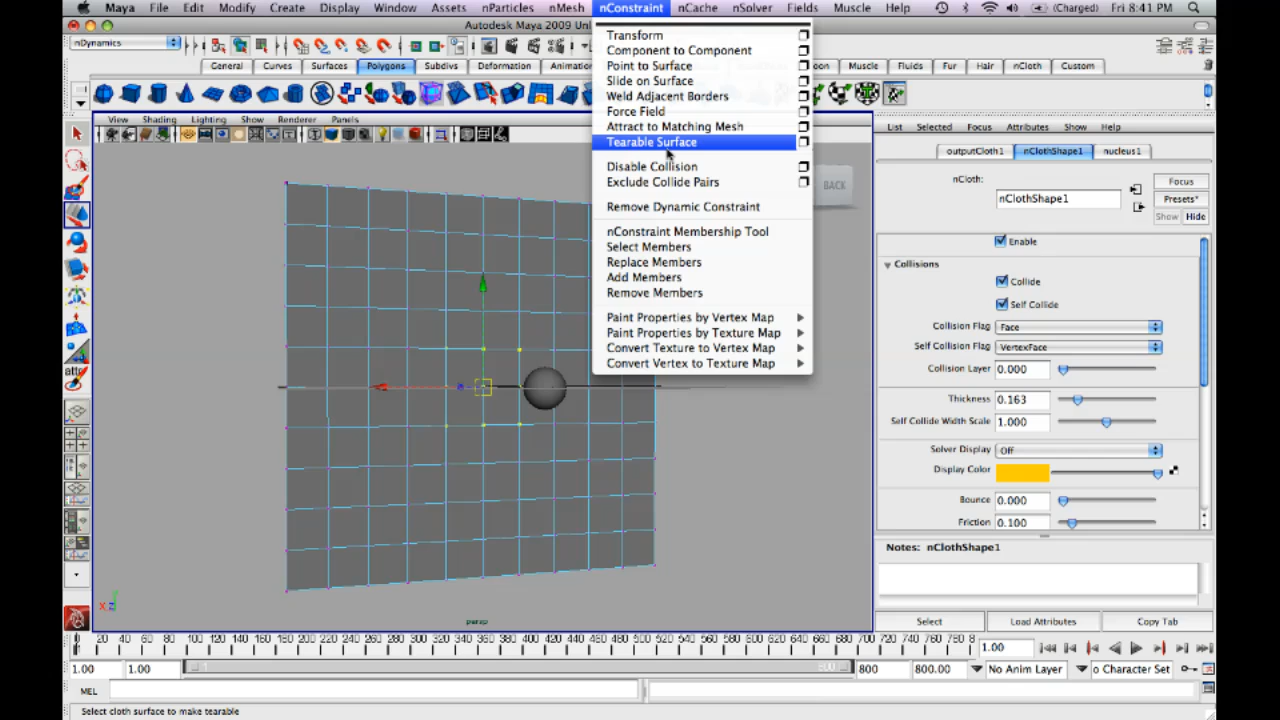 Maya File Edit Modify Create Display Window Assets nParticles nMesh nConstraint nCache nSolver Fields Muscle Help (Charged) Fri 8:41 PM
Autodesk Maya 2009 Unl
nDynamics
General Curves Surfaces Polygons Subdivs Deformation Animation oon Muscle Fluids Fur Hair nCloth Custom
View Shading Lighting Show Renderer Panels
Transform
Component to Component
Point to Surface
Slide on Surface
Weld Adjacent Borders
Force Field
Attract to Matching Mesh
Tearable Surface
Disable Collision
Exclude Collide Pairs
Remove Dynamic Constraint
nConstraint Membership Tool
Select Members
Replace Members
Add Members
Remove Members
Paint Properties by Vertex Map
Paint Properties by Texture Map
Convert Texture to Vertex Map
Convert Vertex to Texture Map
BACK
persp
List Selected Focus Attributes Show Help
outputCloth1 nClothShape1 nucleus1
nCloth: nClothShape1
Focus
Presets*
Show Hide
Enable
Collisions
Collide
Self Collide
Collision Flag Face
Self Collision Flag VertexFace
Collision Layer 0.000
Thickness 0.163
Self Collide Width Scale 1.000
Solver Display Off
Display Color
Bounce 0.000
Friction 0.100
Notes: nClothShape1
Select Load Attributes Copy Tab
20 40 60 80 100 120 140 160 180 200 220 240 260 280 300 320 340 360 380 400 420 440 460 480 500 520 540 560 580 600 620 640 660 680 700 720 740 760 780 8
1.00
1.00 1.00 1 800 800 800.00 No Anim Layer o Character Set
MEL
Select cloth surface to make tearable